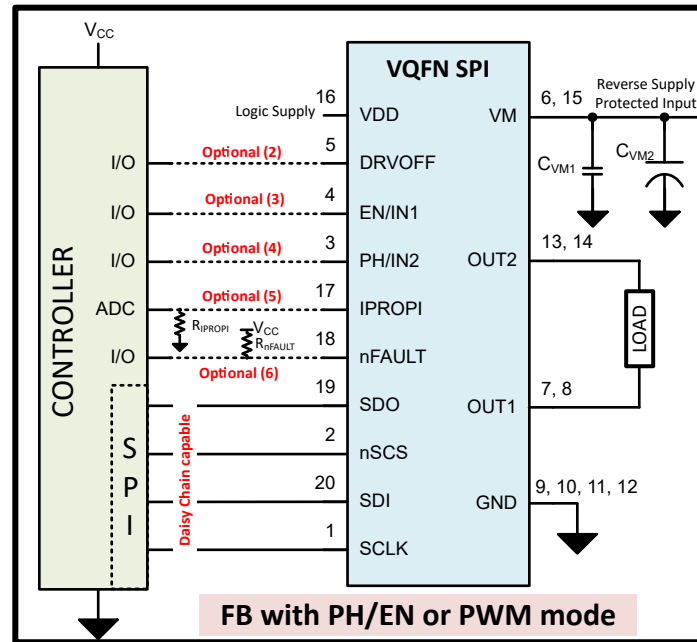 VCC
VQFN SPI
Reverse Supply
Protected Input
16
Logic Supply
VDD
VM
6, 15
I/O
Optional (2)
5
DRVOFF
CVM1
CVM2
I/O
Optional (3)
4
EN/IN1
I/O
Optional (4)
3
PH/IN2
OUT2
13, 14
ADC
Optional (5)
17
IPROPI
RIPROPI
VCC
RnFAULT
I/O
18
nFAULT
Optional (6)
LOAD
CONTROLLER
SPI
Daisy Chain capable
19
SDO
OUT1
7, 8
2
nSCS
20
SDI
GND
9, 10, 11, 12
1
SCLK
FB with PH/EN or PWM mode